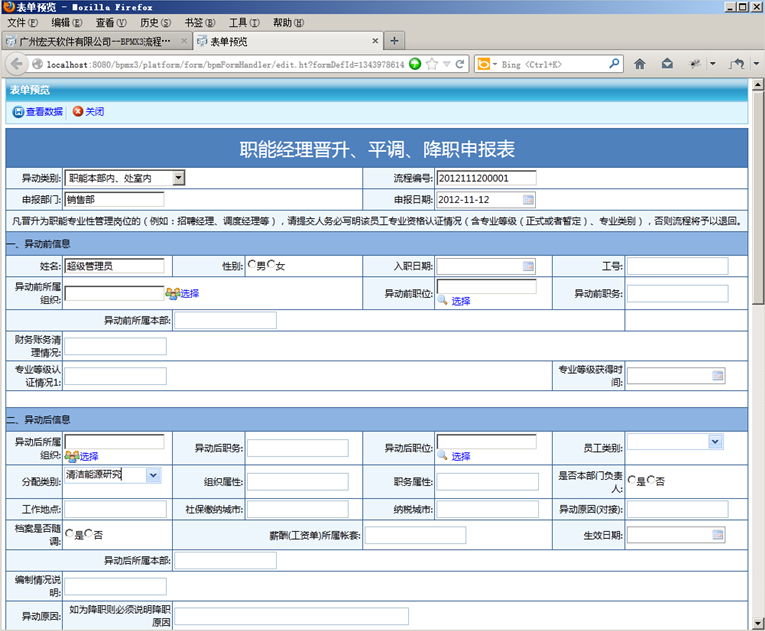 表单预览 - Mozilla Firefox
文件(F) 编辑(E) 查看(V) 历史(S) 书签(B) 工具(T) 帮助(H)
广州宏天软件有限公司--BPMX3流程… × 表单预览 × +
localhost:8080/bpmx3/platform/form/bpmFormHandler/edit.ht?formDefId=1343978614 Bing <Ctrl+K>
表单预览
查看数据 关闭
职能经理晋升、平调、降职申报表
异动类别: 职能本部内、处室内 流程编号: 2012111200001
申报部门: 销售部 申报日期: 2012-11-12
凡晋升为职能专业性管理岗位的（例如：招聘经理、调度经理等），请提交人务必写明该员工专业资格认证情况（含专业等级（正式或者暂定）、专业类别），否则流程将予以退回。
一、异动前信息
姓名: 超级管理员 性别: 男 女 入职日期: 工号:
异动前所属组织: 选择 异动前职位: 选择 异动前职务:
异动前所属本部:
财务账务清理情况:
专业等级认证情况1: 专业等级获得时间:
二、异动后信息
异动后所属组织: 选择 异动后职务: 异动后职位: 选择 员工类别:
分配类别: 清洁能源研究 组织属性: 职务属性: 是否本部门负责人: 是 否
工作地点: 社保缴纳城市: 纳税城市: 异动原因(对接):
档案是否随调: 是 否 薪酬(工资单)所属帐套: 生效日期:
异动后所属本部:
编制情况说明:
异动原因: 如为降职则必须说明降职原因